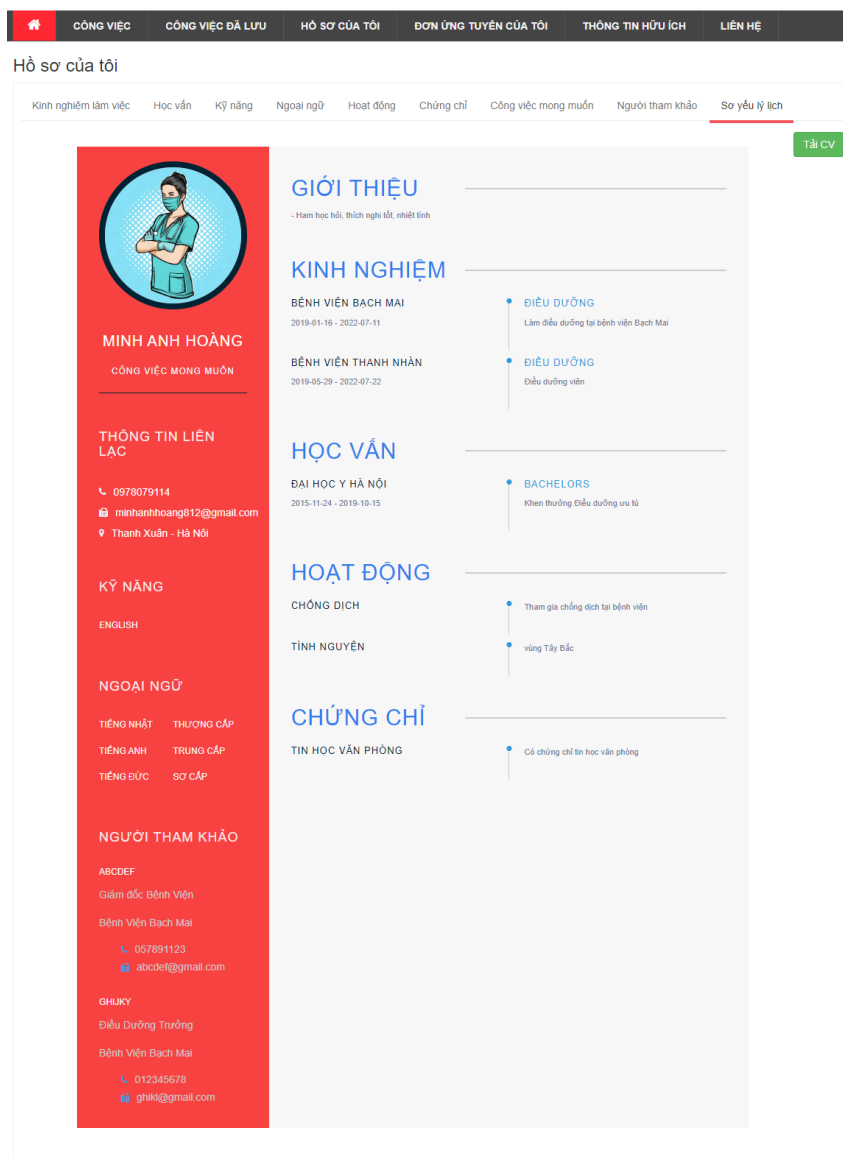 CÔNG VIỆC CÔNG VIỆC ĐÃ LƯU HỒ SƠ CỦA TÔI ĐƠN ỨNG TUYỂN CỦA TÔI THÔNG TIN HỮU ÍCH LIÊN HỆ
Hồ sơ của tôi
Kinh nghiệm làm việc Học vấn Kỹ năng Ngoại ngữ Hoạt động Chứng chỉ Công việc mong muốn Người tham khảo Sơ yếu lý lịch
Tải CV
MINH ANH HOÀNG
CÔNG VIỆC MONG MUỐN
THÔNG TIN LIÊN
LẠC
0978079114
minhanhhoang812@gmail.com
Thanh Xuân - Hà Nôi
KỸ NĂNG
ENGLISH
NGOẠI NGỮ
TIẾNG NHẬT THƯỢNG CẤP
TIẾNG ANH TRUNG CẤP
TIẾNG ĐỨC SƠ CẤP
NGƯỜI THAM KHẢO
ABCDEF
Giám đốc Bệnh Viện
Bệnh Viện Bạch Mai
057891123
abcdef@gmail.com
GHIJKY
Điều Dưỡng Trưởng
Bệnh Viện Bạch Mai
012345678
ghikl@gmail.com
GIỚI THIỆU
- Ham học hỏi, thích nghi tốt, nhiệt tình
KINH NGHIỆM
BỆNH VIỆN BẠCH MAI ĐIỀU DƯỠNG
2019-01-16 - 2022-07-11 Làm điều dưỡng tại bệnh viện Bạch Mai
BỆNH VIỆN THANH NHÀN ĐIỀU DƯỠNG
2019-05-29 - 2022-07-22 Điều dưỡng viên
HỌC VẤN
ĐẠI HỌC Y HÀ NỘI BACHELORS
2015-11-24 - 2019-10-15 Khen thưởng Điều dưỡng ưu tú
HOẠT ĐỘNG
CHỐNG DỊCH Tham gia chống dịch tại bệnh viện
TÌNH NGUYỆN vùng Tây Bắc
CHỨNG CHỈ
TIN HỌC VĂN PHÒNG Có chứng chỉ tin học văn phòng